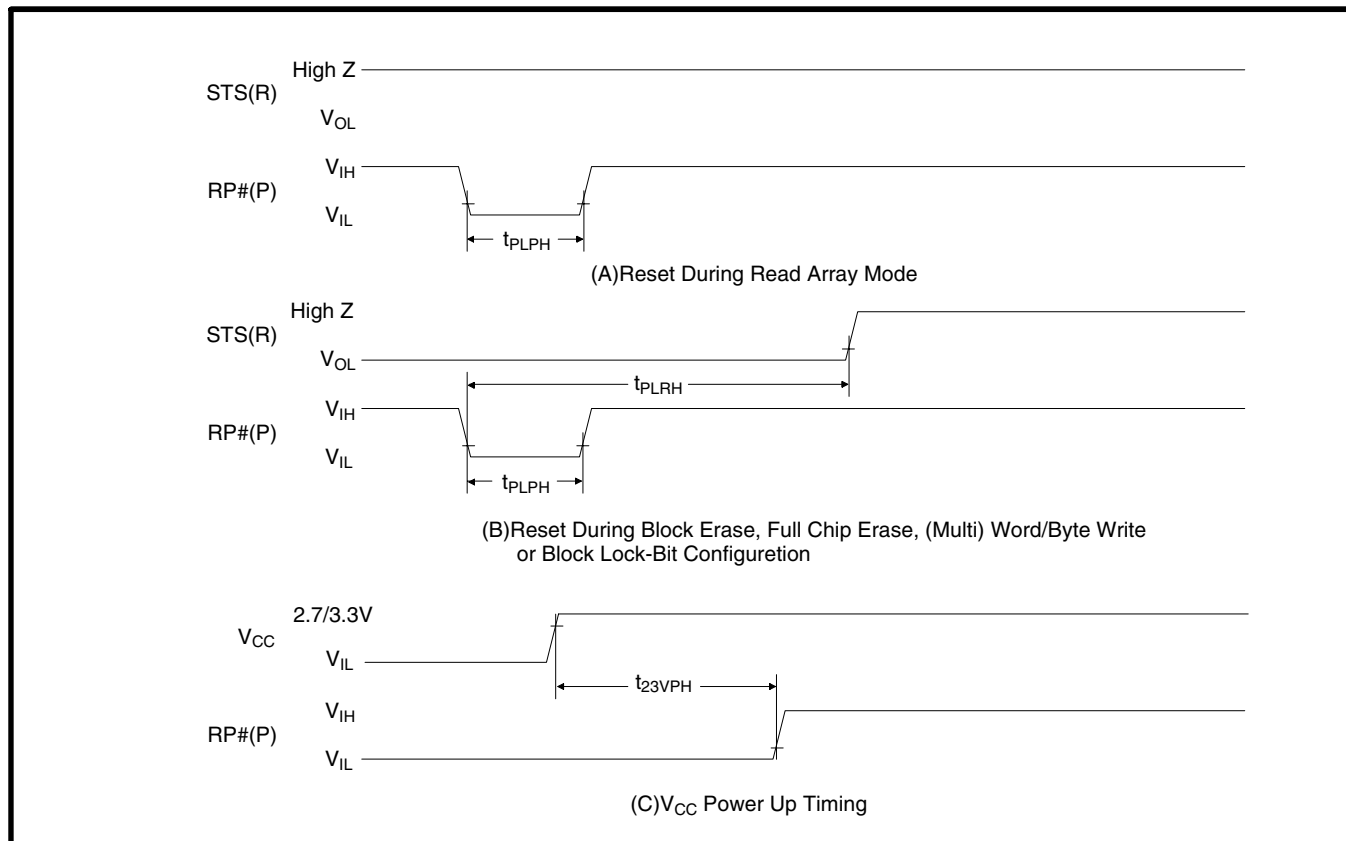 High Z
STS(R)
VOL
VIH
RP#(P)
VIL
tPLPH
(A)Reset During Read Array Mode
High Z
STS(R)
VOL
tPLRH
VIH
RP#(P)
VIL
tPLPH
(B)Reset During Block Erase, Full Chip Erase, (Multi) Word/Byte Write
or Block Lock-Bit Configuretion
2.7/3.3V
VCC
VIL
t23VPH
VIH
RP#(P)
VIL
(C)VCC Power Up Timing